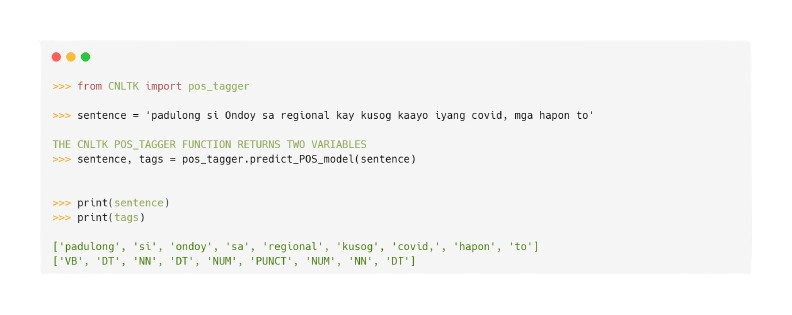 >>> from CNLTK import pos_tagger
>>> sentence = 'padulong si Ondoy sa regional kay kusog kaayo iyang covid, mga hapon to'
THE CNLTK POS_TAGGER FUNCTION RETURNS TWO VARIABLES
>>> sentence, tags = pos_tagger.predict_POS_model(sentence)
>>> print(sentence)
>>> print(tags)
['padulong', 'si', 'ondoy', 'sa', 'regional', 'kusog', 'covid,', 'hapon', 'to']
['VB', 'DT', 'NN', 'DT', 'NUM', 'PUNCT', 'NUM', 'NN', 'DT']